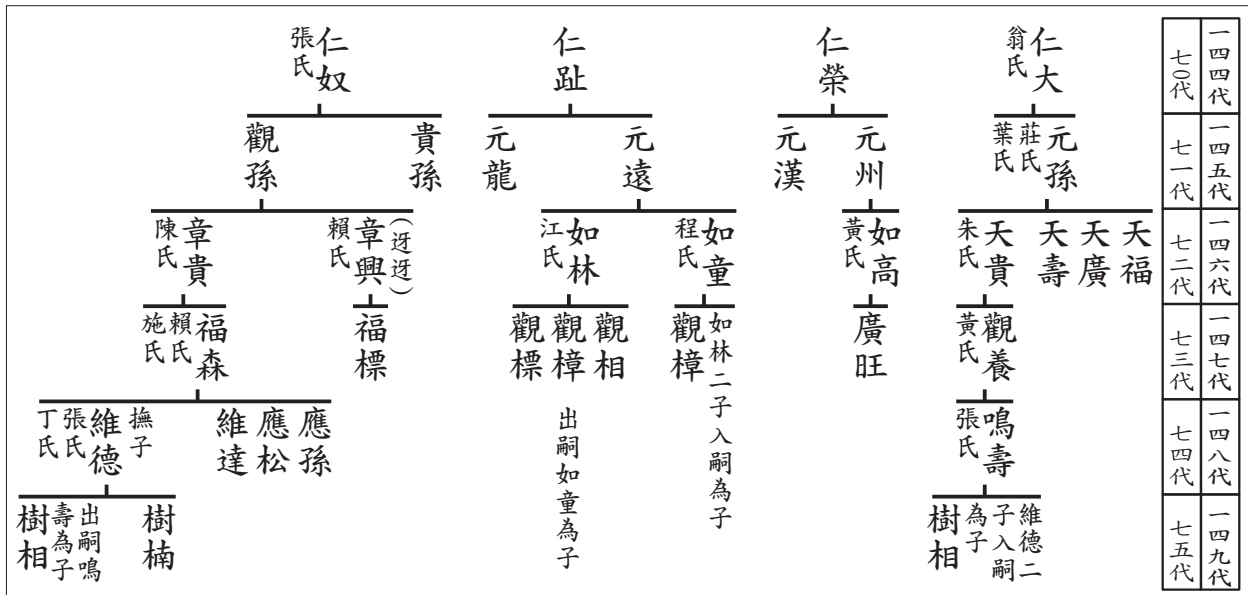 一四四代
七〇代
仁大
翁氏
仁榮
仁趾
仁奴
張氏
一四五代
七一代
元孫
莊氏
葉氏
元州
元漢
元遠
元龍
貴孫
觀孫
一四六代
七二代
天福
天廣
天壽
天貴
朱氏
如高
黃氏
如童
程氏
如林
江氏
(迓迓)
章興
賴氏
章貴
陳氏
一四七代
七三代
觀養
黃氏
廣旺
如林二子入嗣為子
觀樟
觀相
觀樟
出嗣如童為子
觀標
福標
福森
賴氏
施氏
一四八代
七四代
鳴壽
張氏
應孫
應松
維達
撫子
維德
張氏
丁氏
一四九代
七五代
維德二
子入嗣
為子
樹相
樹楠
出嗣鳴
壽為子
樹相